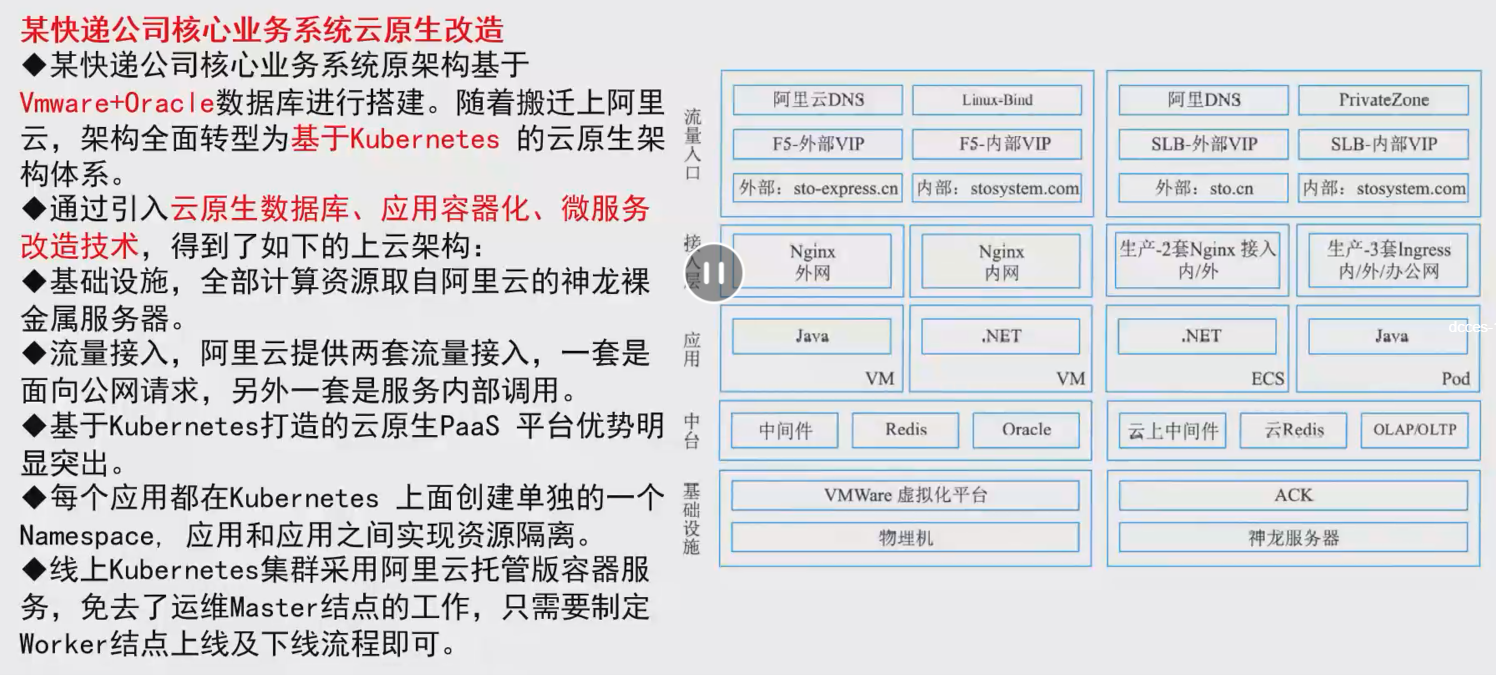 某快递公司核心业务系统云原生改造
◆某快递公司核心业务系统原架构基于
Vmware+Oracle数据库进行搭建。随着搬迁上阿里
云，架构全面转型为基于Kubernetes 的云原生架
构体系。
◆通过引入云原生数据库、应用容器化、微服务
改造技术，得到了如下的上云架构：
◆基础设施，全部计算资源取自阿里云的神龙裸
金属服务器。
◆流量接入，阿里云提供两套流量接入，一套是
面向公网请求，另外一套是服务内部调用。
◆基于Kubernetes打造的云原生PaaS 平台优势明
显突出。
◆每个应用都在Kubernetes 上面创建单独的一个
Namespace, 应用和应用之间实现资源隔离。
◆线上Kubernetes集群采用阿里云托管版容器服
务，免去了运维Master结点的工作，只需要制定
Worker结点上线及下线流程即可。
流量入口
阿里云DNS
Linux-Bind
F5-外部VIP
F5-内部VIP
外部：sto-express.cn
内部：stosystem.com
阿里DNS
PrivateZone
SLB-外部VIP
SLB-内部VIP
外部：sto.cn
内部：stosystem.com
接入层
Nginx
外网
Nginx
内网
生产-2套Nginx 接入
内/外
生产-3套Ingress
内/外/办公网
应用
Java
VM
.NET
VM
.NET
ECS
Java
Pod
中台
中间件
Redis
Oracle
云上中间件
云Redis
OLAP/OLTP
基础设施
VMWare 虚拟化平台
物理机
ACK
神龙服务器